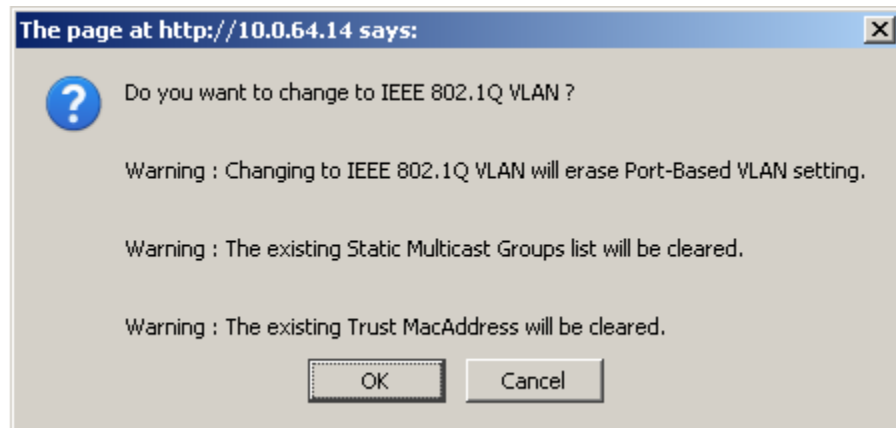 The page at http://10.0.64.14 says:
Do you want to change to IEEE 802.1Q VLAN ?
Warning : Changing to IEEE 802.1Q VLAN will erase Port-Based VLAN setting.
Warning : The existing Static Multicast Groups list will be cleared.
Warning : The existing Trust MacAddress will be cleared.
OK
Cancel